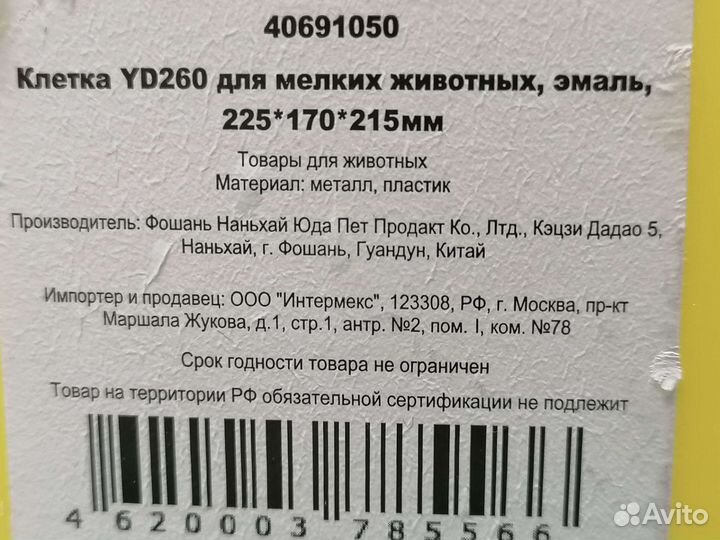 40691050
Клетка YD260 для мелких животных, эмаль,
225*170*215мм
Товары для животных
Материал: металл, пластик
Производитель: Фошань Наньхай Юда Пет Продакт Ко., Лтд., Кэцзи Дадао 5,
Наньхай, г. Фошань, Гуандун, Китай
Импортер и продавец: ООО "Интермекс", 123308, РФ, г. Москва, пр-кт
Маршала Жукова, д.1, стр.1, антр. №2, пом. I, ком. №78
Срок годности товара не ограничен
Товар на территории РФ обязательной сертификации не подлежит
4 620003 785566
Avito